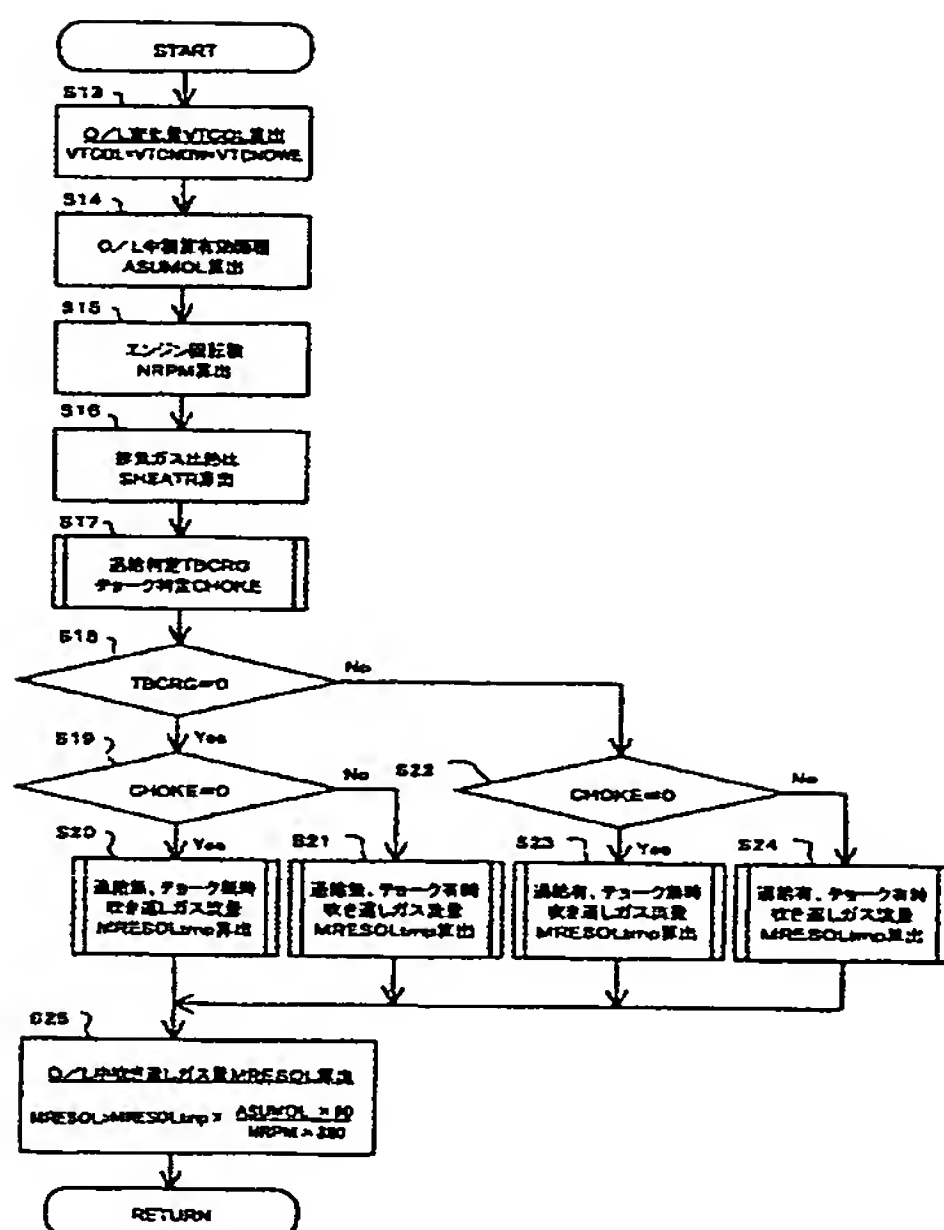 START
S13
O/L変化量VTCOL算出
S14
O/L中積算有効面積
ASUMOL算出
S15
エンジン回転数
NRPM算出
S16
排気ガス比熱比
SHEATR算出
S17
過給判定TBCRG
チョーク判定CHOKE
S18
TBCRG=0
No
Yes
S19
CHOKE=0
No
S22
CHOKE=0
No
S20
Yes
S21
S23
Yes
S24
過給無、チョーク無時
吹き返しガス流量
MRESOLtmp算出
過給無、チョーク有時
吹き返しガス流量
MRESOLtmp算出
過給有、チョーク無時
吹き返しガス流量
MRESOLtmp算出
過給有、チョーク有時
吹き返しガス流量
MRESOLtmp算出
S25
O/L中吹き返しガス量MRESOL算出
ASUMOL × 60
MRESOL=MRESOLtmp×
NRPM × 360
RETURN